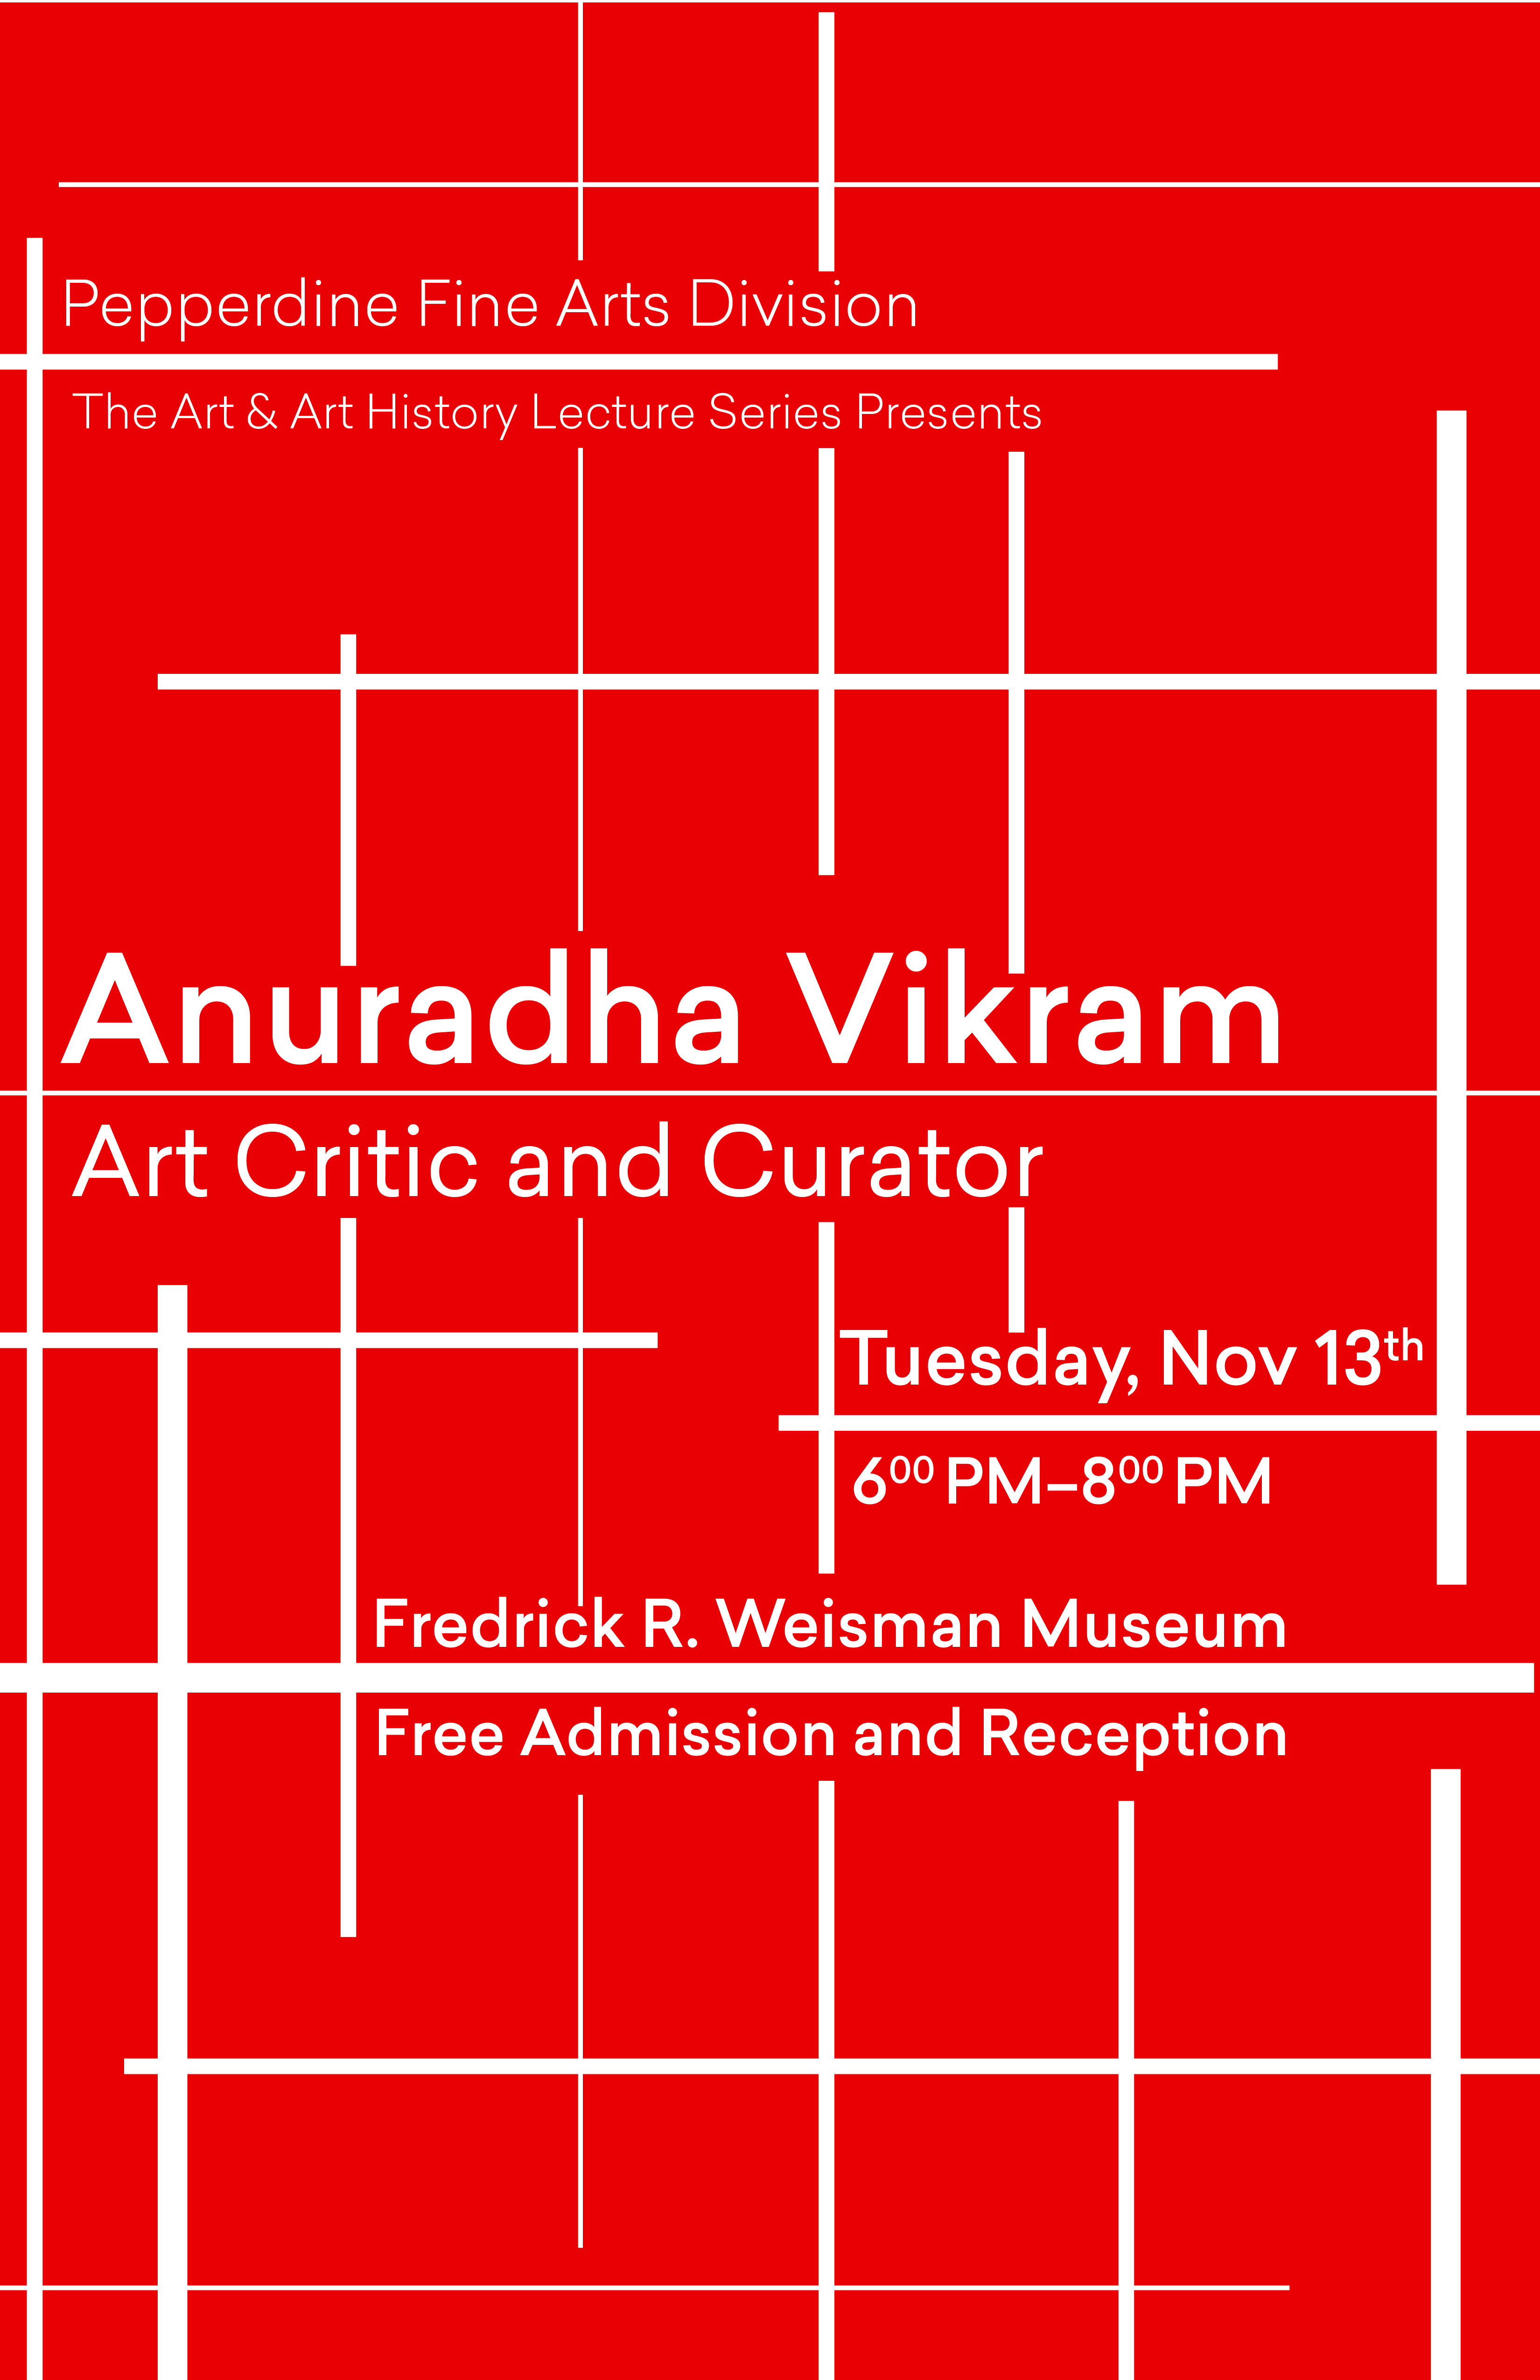 Pepperdine Fine Arts Division
The Art & Art History Lecture Series Presents
Anuradha Vikram
Art Critic and Curator
Tuesday, Nov 13th
600 PM–800 PM
Fredrick R. Weisman Museum
Free Admission and Reception